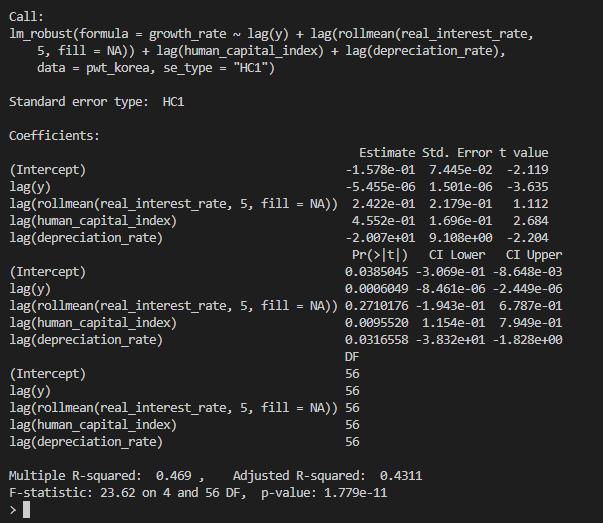 Call:
lm_robust(formula = growth_rate ~ lag(y) + lag(rollmean(real_interest_rate,
    5, fill = NA)) + lag(human_capital_index) + lag(depreciation_rate),
    data = pwt_korea, se_type = "HC1")

Standard error type:  HC1

Coefficients:
                                              Estimate Std. Error t value
(Intercept)                                 -1.578e-01  7.445e-02  -2.119
lag(y)                                      -5.455e-06  1.501e-06  -3.635
lag(rollmean(real_interest_rate, 5, fill = NA))  2.422e-01  2.179e-01   1.112
lag(human_capital_index)                     4.552e-01  1.696e-01   2.684
lag(depreciation_rate)                      -2.007e+01  9.108e+00  -2.204
                                             Pr(>|t|)   CI Lower   CI Upper
(Intercept)                                 0.0385045 -3.069e-01 -8.648e-03
lag(y)                                      0.0006049 -8.461e-06 -2.449e-06
lag(rollmean(real_interest_rate, 5, fill = NA)) 0.2710176 -1.943e-01  6.787e-01
lag(human_capital_index)                    0.0095520  1.154e-01  7.949e-01
lag(depreciation_rate)                      0.0316558 -3.832e+01 -1.828e+00
                                            DF
(Intercept)                                 56
lag(y)                                      56
lag(rollmean(real_interest_rate, 5, fill = NA)) 56
lag(human_capital_index)                    56
lag(depreciation_rate)                      56

Multiple R-squared:  0.469 ,    Adjusted R-squared:  0.4311
F-statistic: 23.62 on 4 and 56 DF,  p-value: 1.779e-11
>